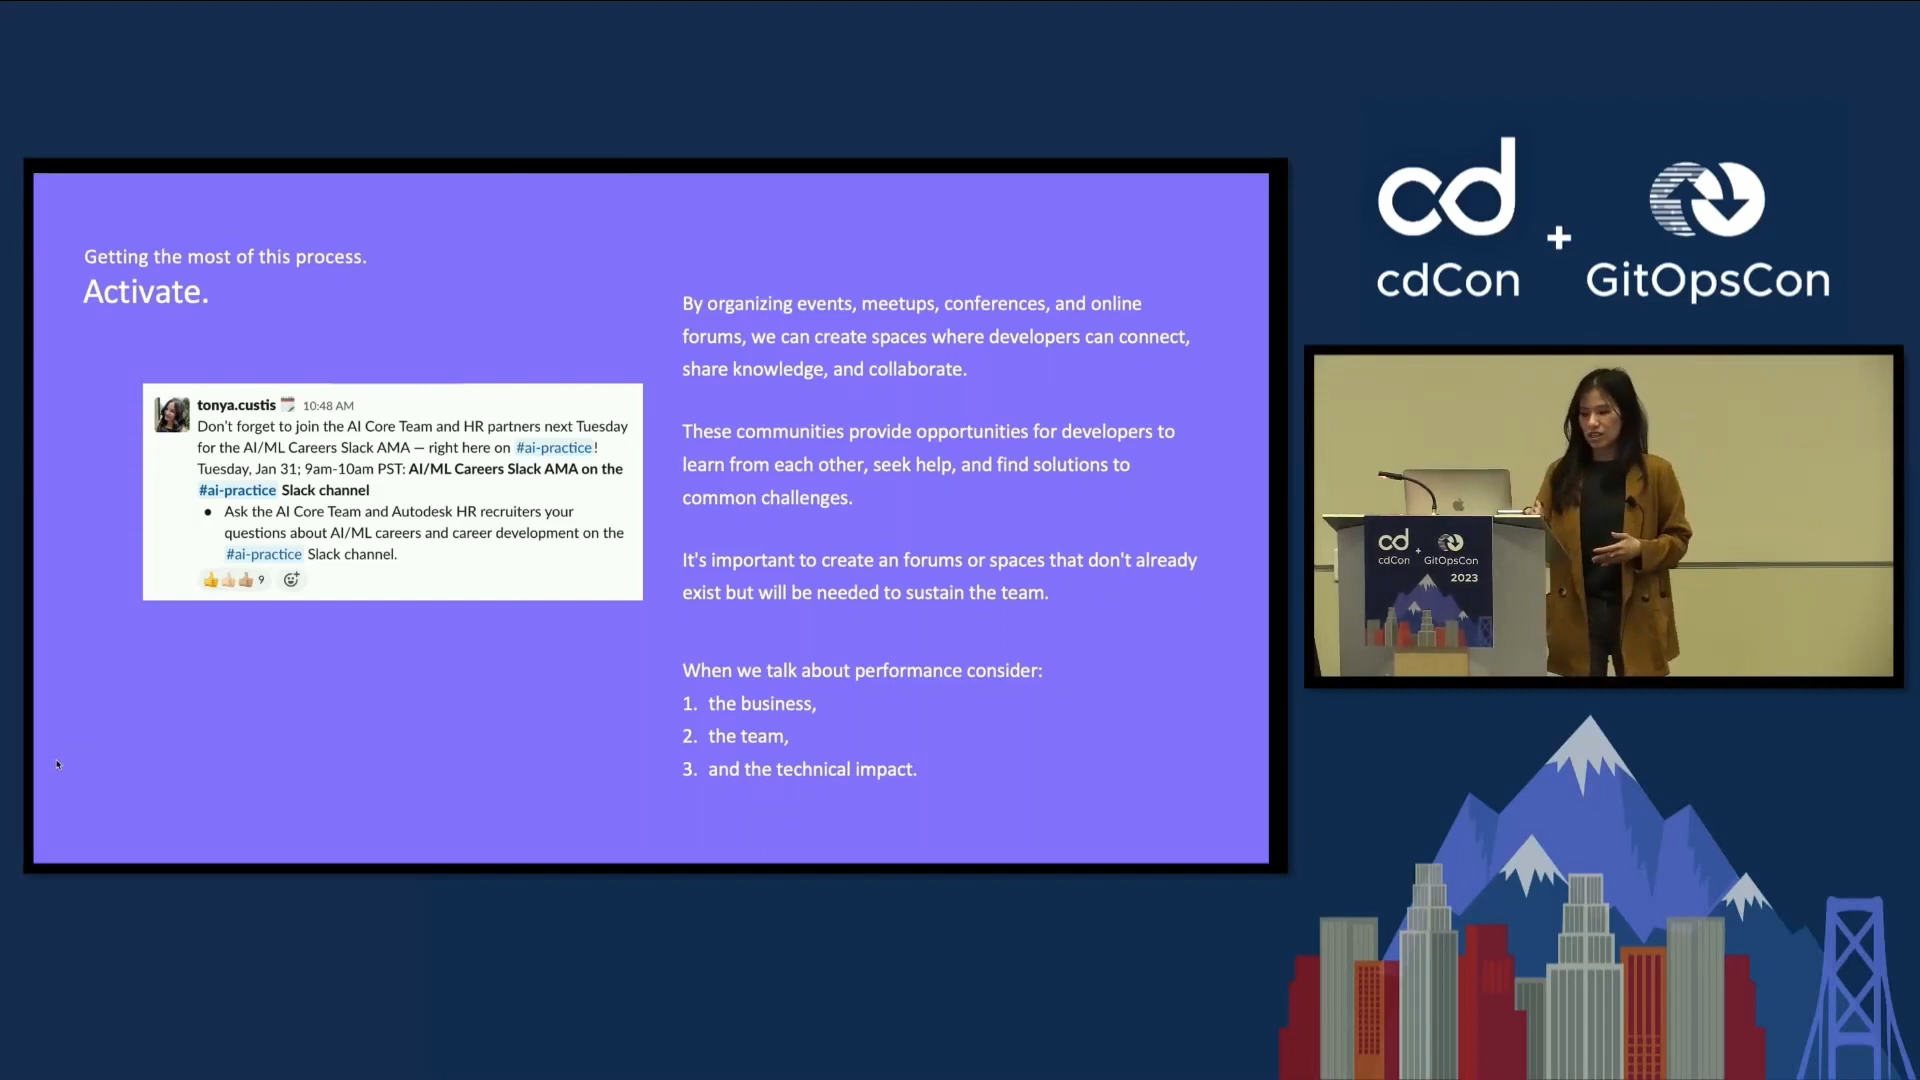 Getting the most of this process.
Activate.
tonya.custis 10:48 AM
Don't forget to join the AI Core Team and HR partners next Tuesday
for the AI/ML Careers Slack AMA — right here on #ai-practice!
Tuesday, Jan 31; 9am-10am PST: AI/ML Careers Slack AMA on the
#ai-practice Slack channel
• Ask the AI Core Team and Autodesk HR recruiters your
questions about AI/ML careers and career development on the
#ai-practice Slack channel.
9
By organizing events, meetups, conferences, and online
forums, we can create spaces where developers can connect,
share knowledge, and collaborate.
These communities provide opportunities for developers to
learn from each other, seek help, and find solutions to
common challenges.
It's important to create an forums or spaces that don't already
exist but will be needed to sustain the team.
When we talk about performance consider:
1. the business,
2. the team,
3. and the technical impact.
cd + 
cdCon GitOpsCon
cd +
cdCon GitOpsCon
2023